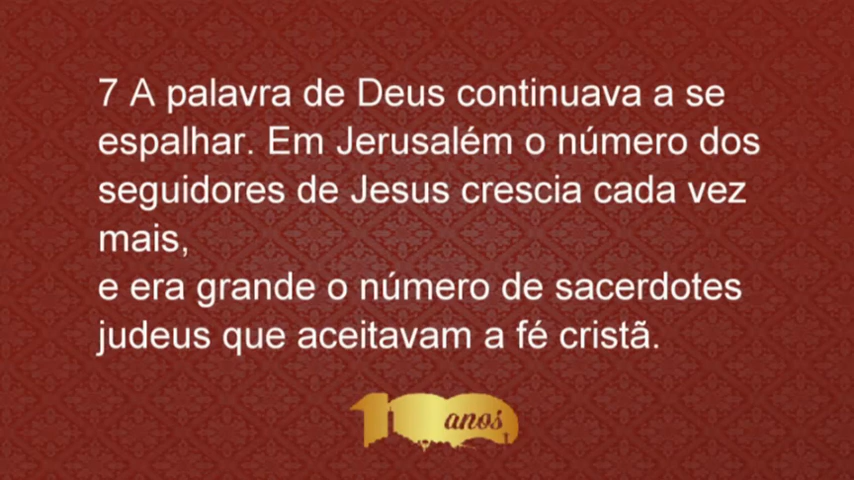 7 A palavra de Deus continuava a se
espalhar. Em Jerusalém o número dos
seguidores de Jesus crescia cada vez
mais,
e era grande o número de sacerdotes
judeus que aceitavam a fé cristã.
anos